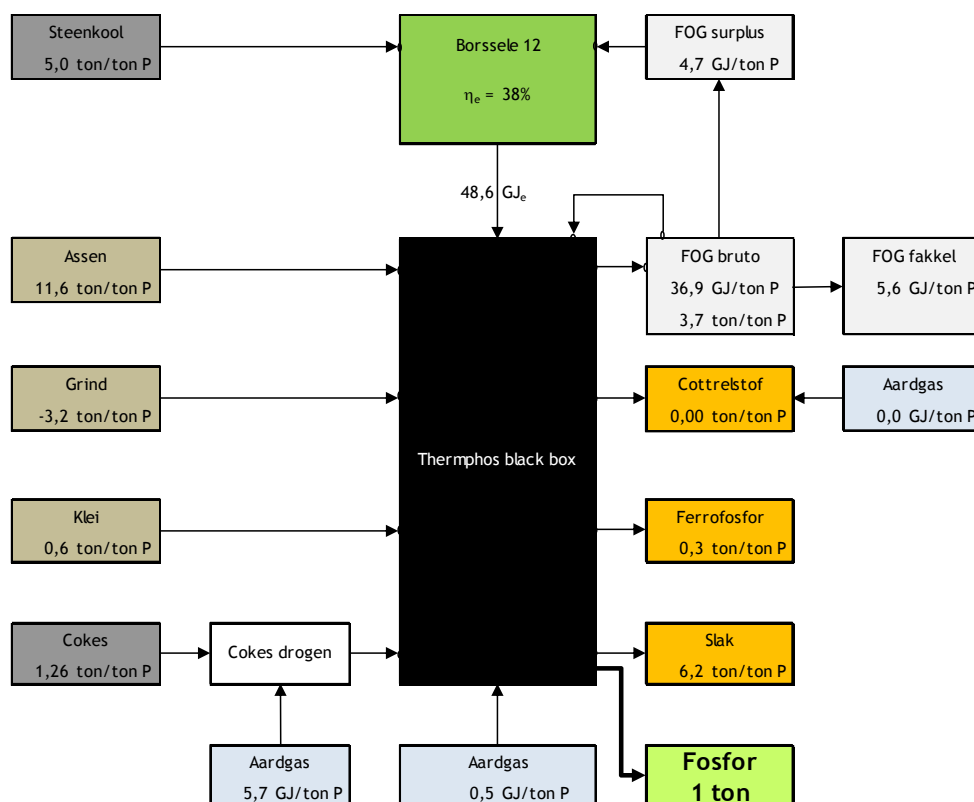 Steenkool
5,0 ton/ton P
Borssele 12
ηe = 38%
FOG surplus
4,7 GJ/ton P
48,6 GJe
Assen
11,6 ton/ton P
FOG bruto
36,9 GJ/ton P
3,7 ton/ton P
FOG fakkel
5,6 GJ/ton P
Grind
-3,2 ton/ton P
Cottrelstof
0,00 ton/ton P
Aardgas
0,0 GJ/ton P
Thermphos black box
Klei
0,6 ton/ton P
Ferrofosfor
0,3 ton/ton P
Cokes
1,26 ton/ton P
Cokes drogen
Slak
6,2 ton/ton P
Aardgas
5,7 GJ/ton P
Aardgas
0,5 GJ/ton P
Fosfor
1 ton